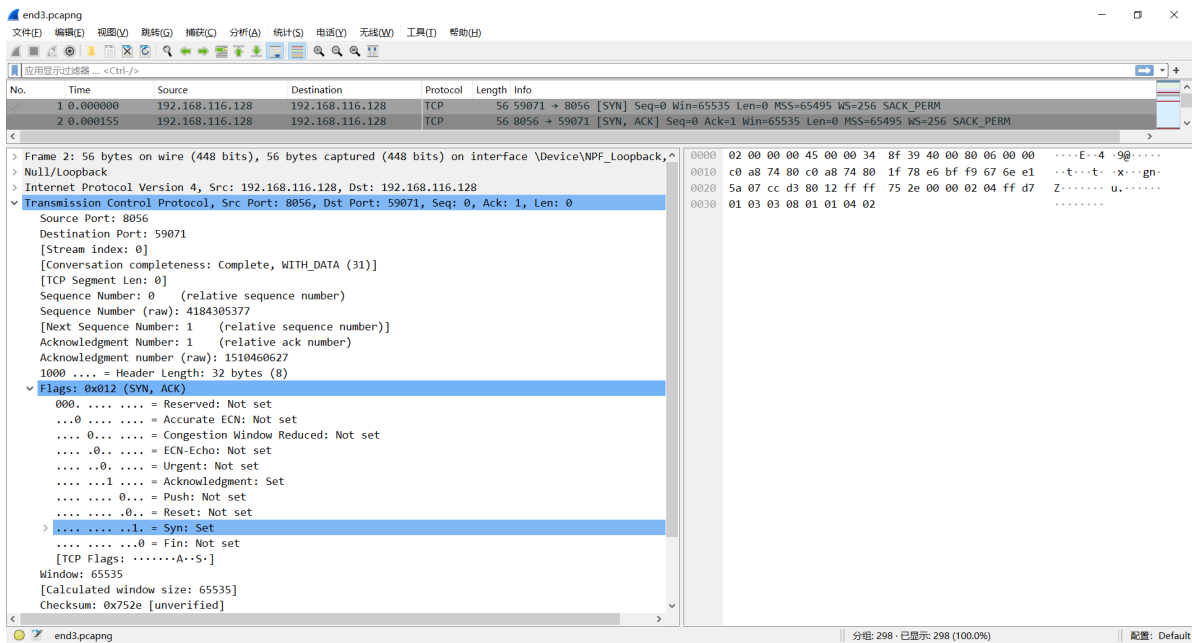 end3.pcapng
文件(F) 编辑(E) 视图(V) 跳转(G) 捕获(C) 分析(A) 统计(S) 电话(Y) 无线(W) 工具(T) 帮助(H)
应用显示过滤器 … <Ctrl-/>
No. Time Source Destination Protocol Length Info
1 0.000000 192.168.116.128 192.168.116.128 TCP 56 59071 → 8056 [SYN] Seq=0 Win=65535 Len=0 MSS=65495 WS=256 SACK_PERM
2 0.000155 192.168.116.128 192.168.116.128 TCP 56 8056 → 59071 [SYN, ACK] Seq=0 Ack=1 Win=65535 Len=0 MSS=65495 WS=256 SACK_PERM
Frame 2: 56 bytes on wire (448 bits), 56 bytes captured (448 bits) on interface \Device\NPF_Loopback,
Null/Loopback
Internet Protocol Version 4, Src: 192.168.116.128, Dst: 192.168.116.128
Transmission Control Protocol, Src Port: 8056, Dst Port: 59071, Seq: 0, Ack: 1, Len: 0
Source Port: 8056
Destination Port: 59071
[Stream index: 0]
[Conversation completeness: Complete, WITH_DATA (31)]
[TCP Segment Len: 0]
Sequence Number: 0 (relative sequence number)
Sequence Number (raw): 4184305377
[Next Sequence Number: 1 (relative sequence number)]
Acknowledgment Number: 1 (relative ack number)
Acknowledgment number (raw): 1510460627
1000 .... = Header Length: 32 bytes (8)
Flags: 0x012 (SYN, ACK)
000. .... .... = Reserved: Not set
...0 .... .... = Accurate ECN: Not set
.... 0... .... = Congestion Window Reduced: Not set
.... .0.. .... = ECN-Echo: Not set
.... ..0. .... = Urgent: Not set
.... ...1 .... = Acknowledgment: Set
.... .... 0... = Push: Not set
.... .... .0.. = Reset: Not set
.... .... ..1. = Syn: Set
.... .... ...0 = Fin: Not set
[TCP Flags: ·······A··S·]
Window: 65535
[Calculated window size: 65535]
Checksum: 0x752e [unverified]
0000 02 00 00 00 45 00 00 34 8f 39 40 00 80 06 00 00 ····E··4 ·9@·····
0010 c0 a8 74 80 c0 a8 74 80 1f 78 e6 bf f9 67 6e e1 ··t···t· ·x···gn·
0020 5a 07 cc d3 80 12 ff ff 75 2e 00 00 02 04 ff d7 Z······· u.······
0030 01 03 03 08 01 01 04 02 ········
end3.pcapng
分组: 298 · 已显示: 298 (100.0%)
配置: Default